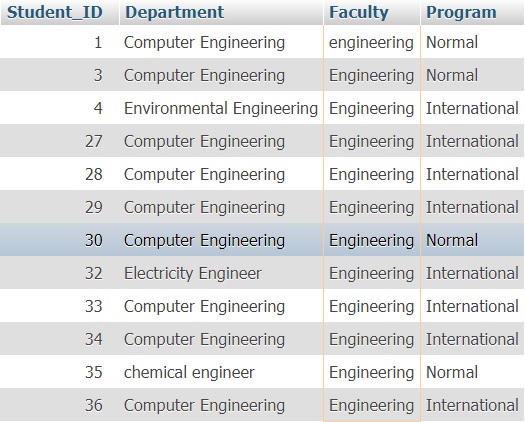 Student_ID Department Faculty Program
1 Computer Engineering engineering Normal
3 Computer Engineering Engineering Normal
4 Environmental Engineering Engineering International
27 Computer Engineering Engineering International
28 Computer Engineering Engineering International
29 Computer Engineering Engineering International
30 Computer Engineering Engineering Normal
32 Electricity Engineer Engineering International
33 Computer Engineering Engineering International
34 Computer Engineering Engineering International
35 chemical engineer Engineering Normal
36 Computer Engineering Engineering International